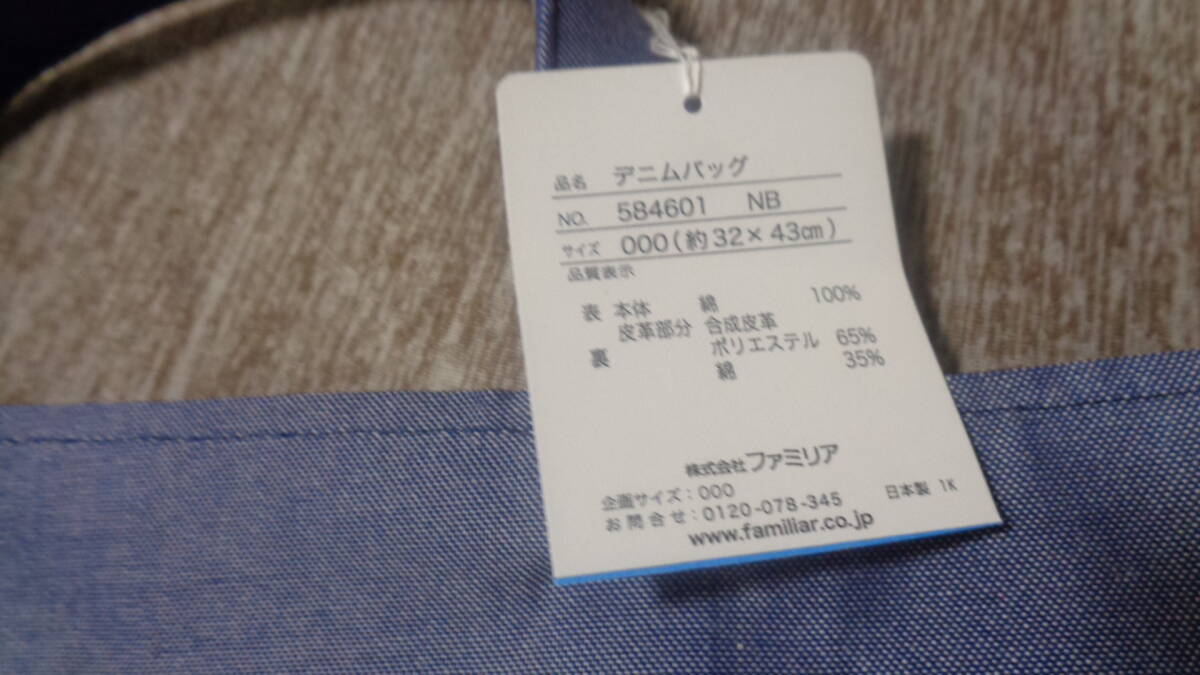 品名 デニムバッグ
NO. 584601 NB
サイズ 000(約32×43㎝)
品質表示
表 本体 綿 100%
皮革部分 合成皮革
裏 ポリエステル 65%
綿 35%
株式会社ファミリア
企画サイズ:000 日本製 1K
お問合せ:0120-078-345
www.familiar.co.jp